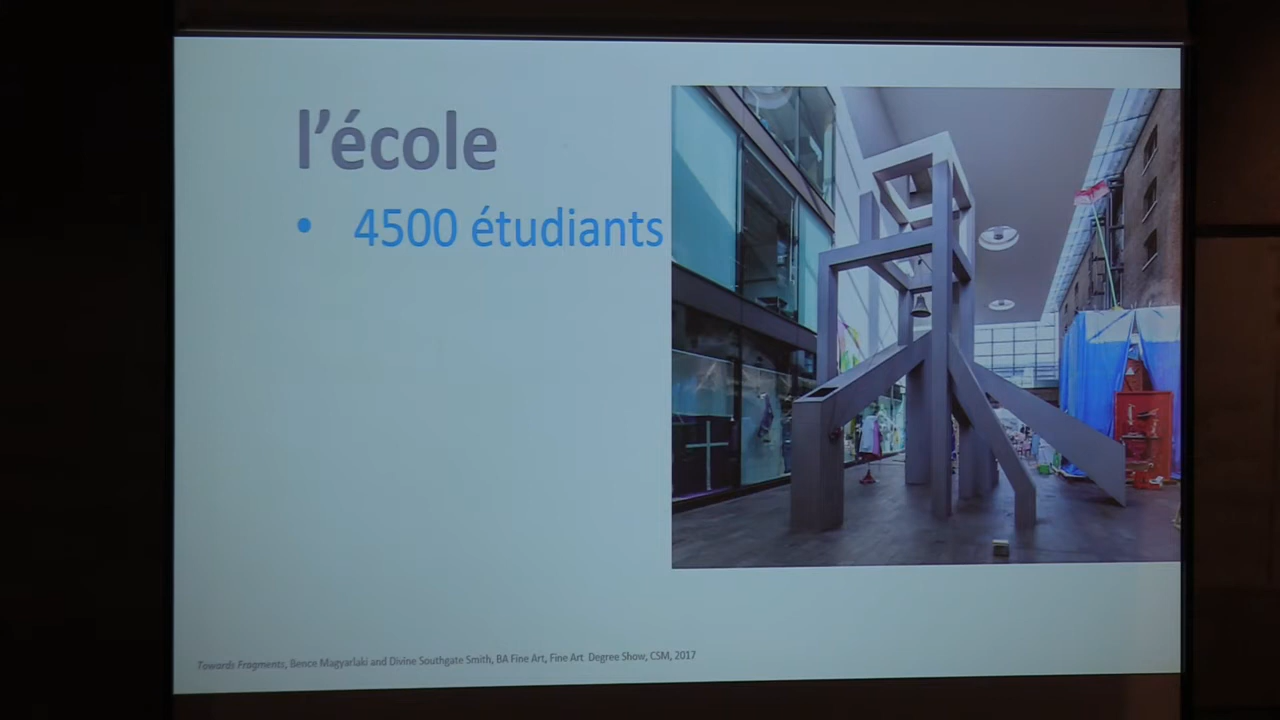 l'école
• 4500 étudiants
Towards Fragments, Bence Magyarlaki and Divine Southgate Smith, BA Fine Art, Fine Art Degree Show, CSM, 2017